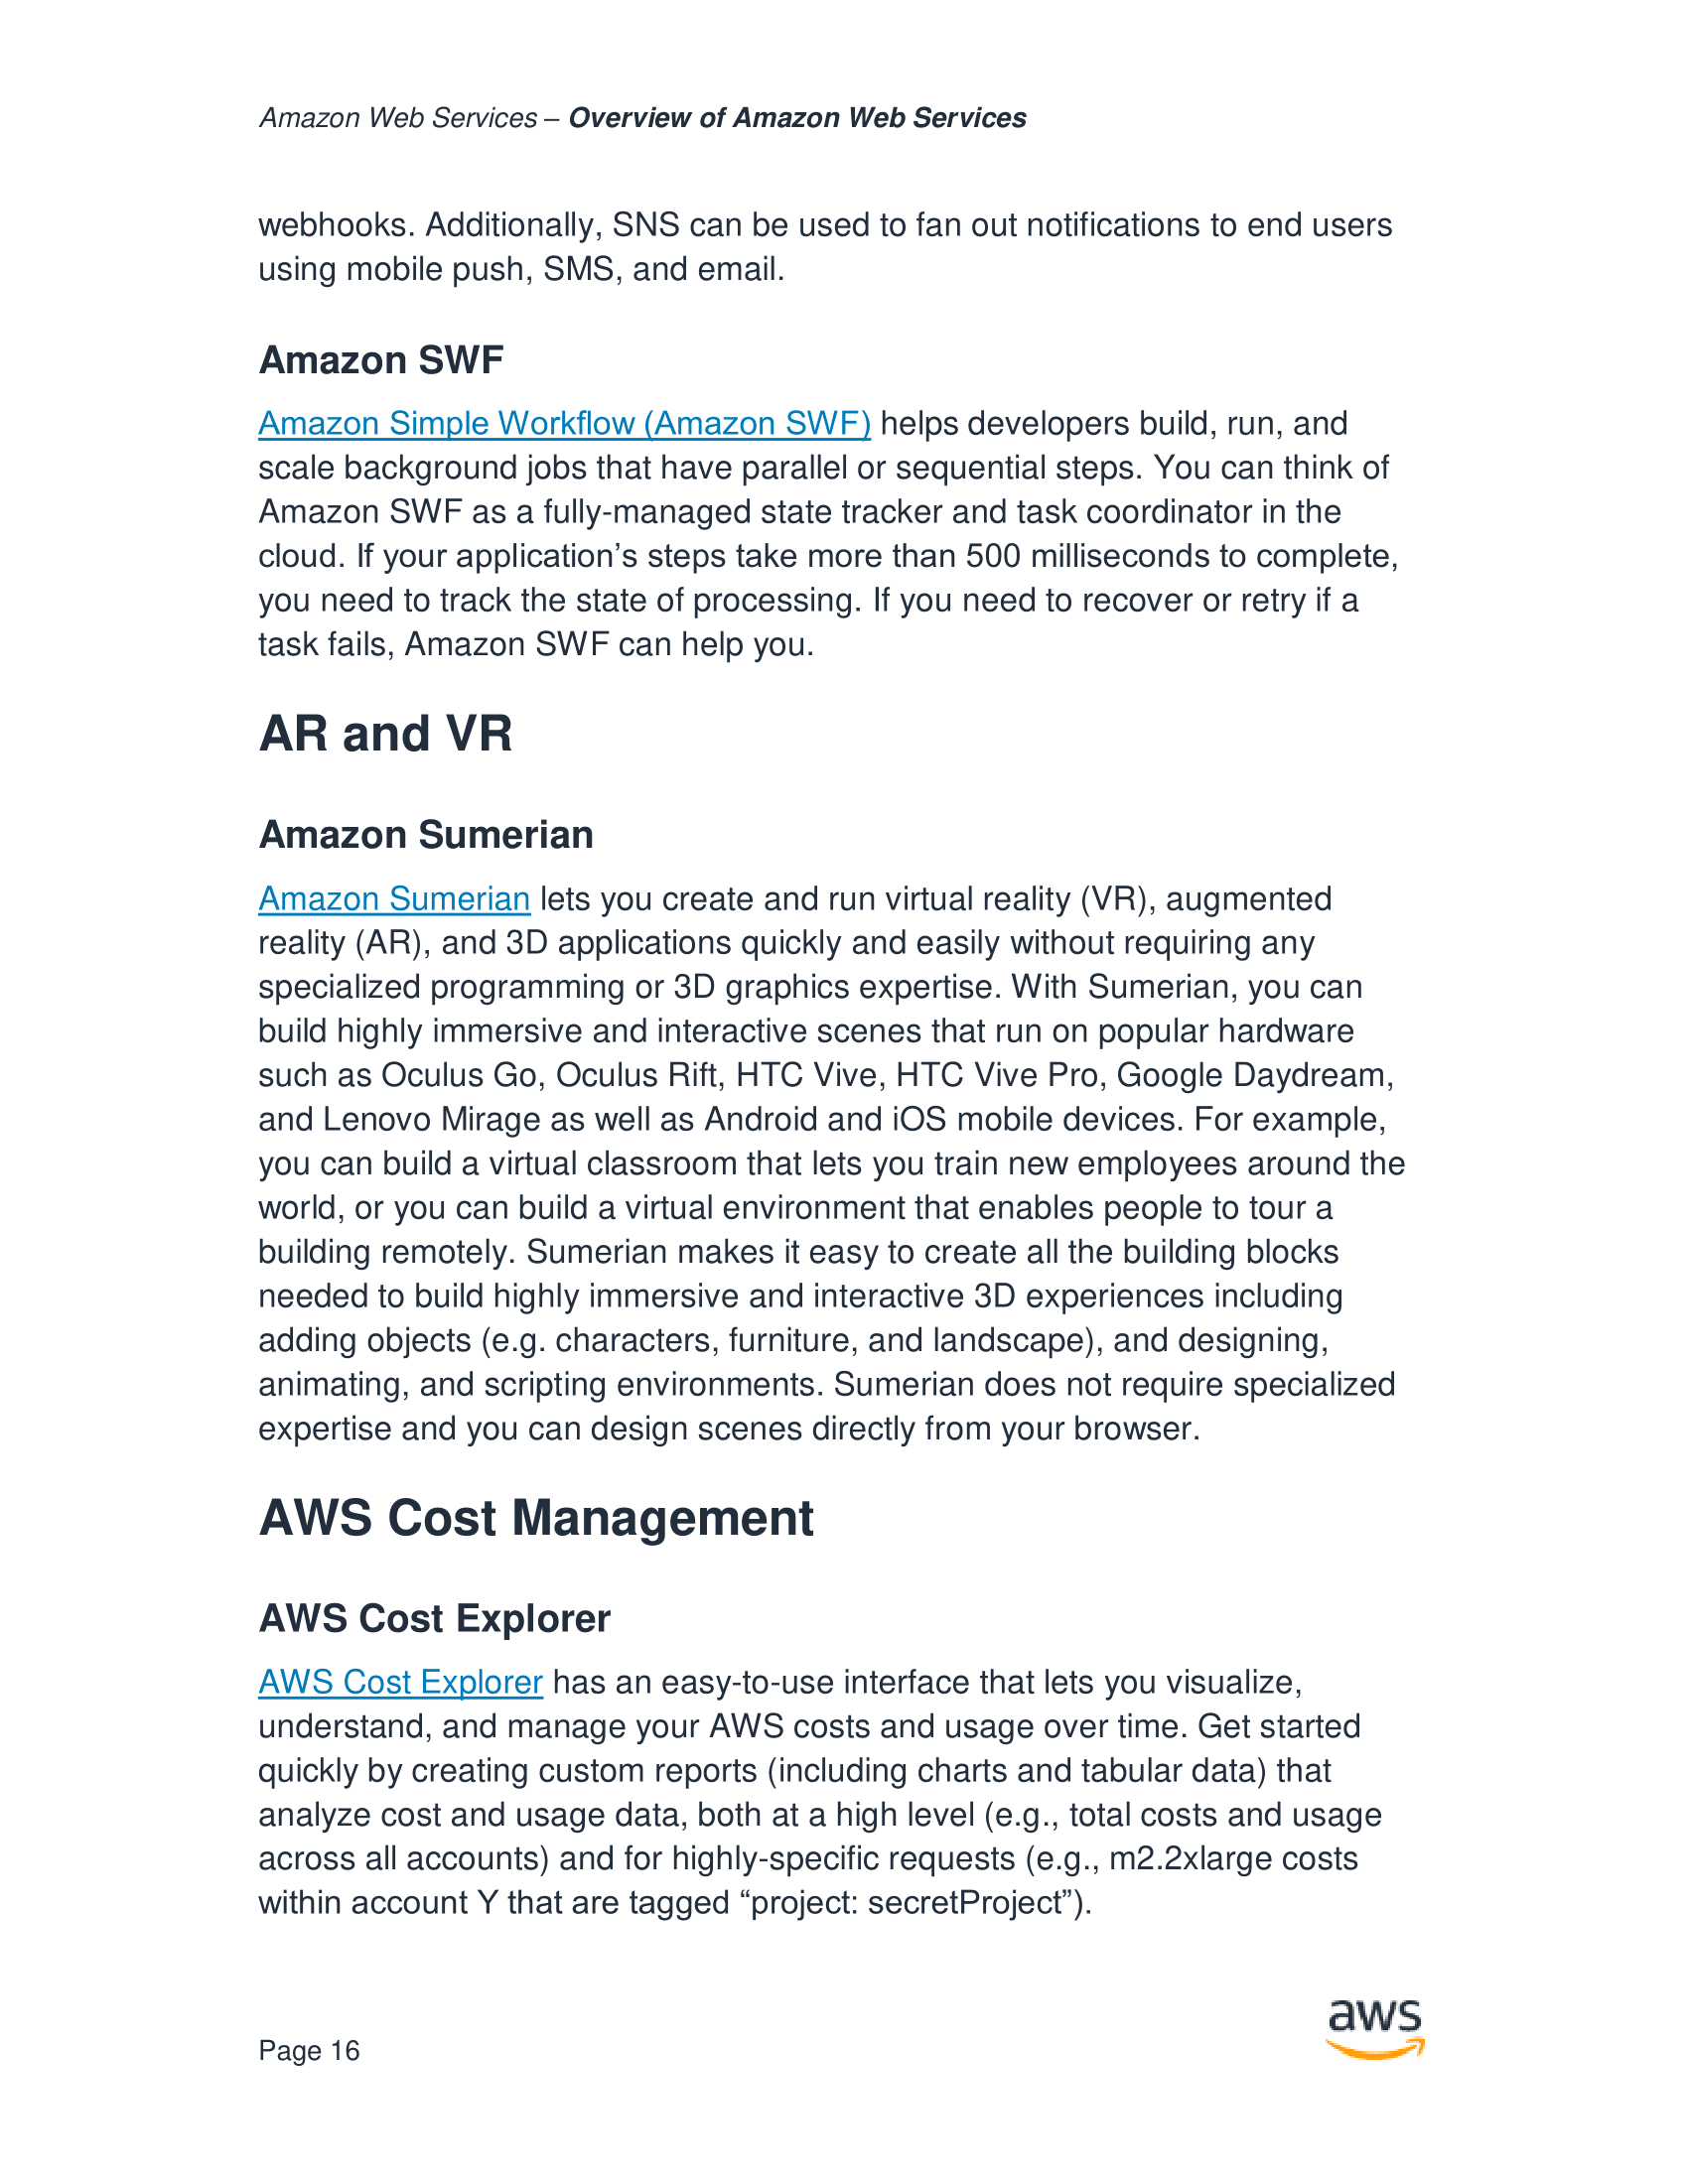 Amazon Web Services – Overview of Amazon Web Services
webhooks. Additionally, SNS can be used to fan out notifications to end users
using mobile push, SMS, and email.
Amazon SWF
Amazon Simple Workflow (Amazon SWF) helps developers build, run, and
scale background jobs that have parallel or sequential steps. You can think of
Amazon SWF as a fully-managed state tracker and task coordinator in the
cloud. If your application’s steps take more than 500 milliseconds to complete,
you need to track the state of processing. If you need to recover or retry if a
task fails, Amazon SWF can help you.
AR and VR
Amazon Sumerian
Amazon Sumerian lets you create and run virtual reality (VR), augmented
reality (AR), and 3D applications quickly and easily without requiring any
specialized programming or 3D graphics expertise. With Sumerian, you can
build highly immersive and interactive scenes that run on popular hardware
such as Oculus Go, Oculus Rift, HTC Vive, HTC Vive Pro, Google Daydream,
and Lenovo Mirage as well as Android and iOS mobile devices. For example,
you can build a virtual classroom that lets you train new employees around the
world, or you can build a virtual environment that enables people to tour a
building remotely. Sumerian makes it easy to create all the building blocks
needed to build highly immersive and interactive 3D experiences including
adding objects (e.g. characters, furniture, and landscape), and designing,
animating, and scripting environments. Sumerian does not require specialized
expertise and you can design scenes directly from your browser.
AWS Cost Management
AWS Cost Explorer
AWS Cost Explorer has an easy-to-use interface that lets you visualize,
understand, and manage your AWS costs and usage over time. Get started
quickly by creating custom reports (including charts and tabular data) that
analyze cost and usage data, both at a high level (e.g., total costs and usage
across all accounts) and for highly-specific requests (e.g., m2.2xlarge costs
within account Y that are tagged “project: secretProject”).
aws
Page 16